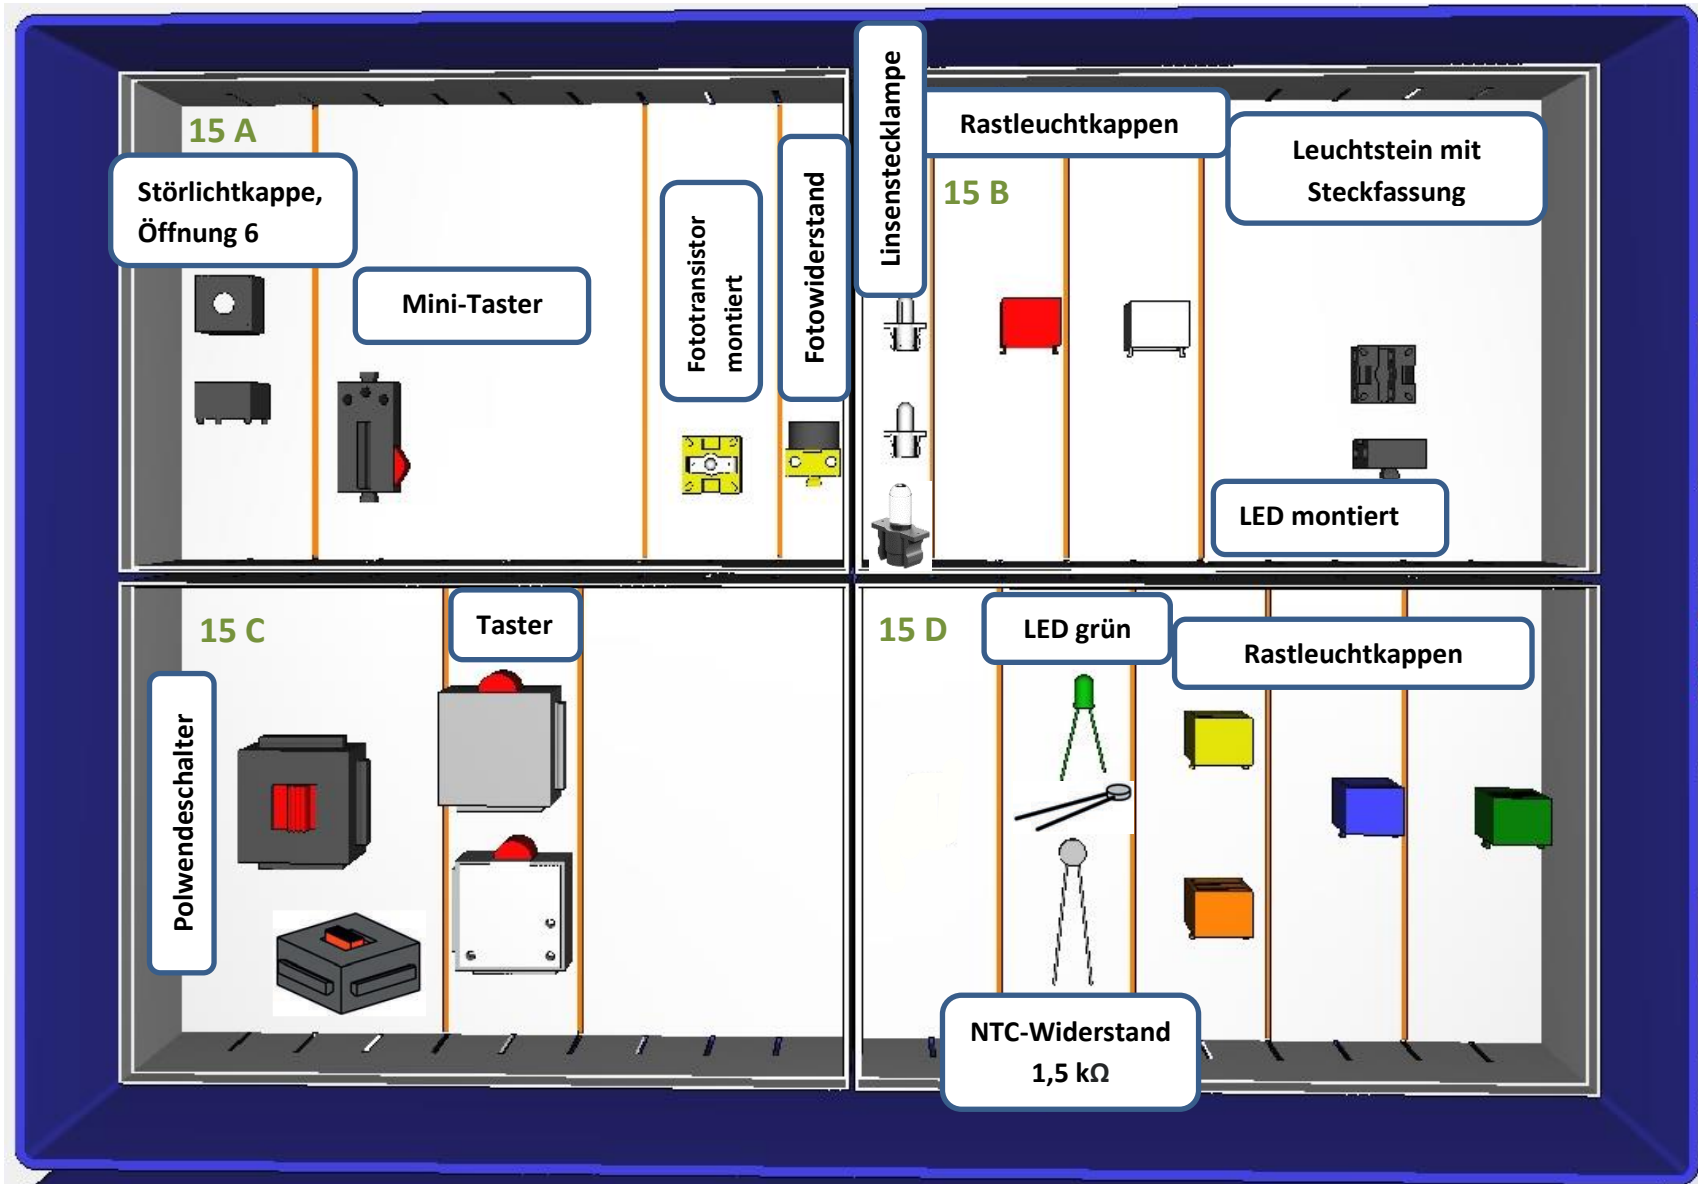 15 A
Störlichtkappe,
Öffnung 6
Mini-Taster
Fototransistor
montiert
Fotowiderstand
Linsenstecklampe
Rastleuchtkappen
15 B
Leuchtstein mit
Steckfassung
LED montiert
15 C
Taster
Polwendeschalter
15 D
LED grün
Rastleuchtkappen
NTC-Widerstand
1,5 kΩ